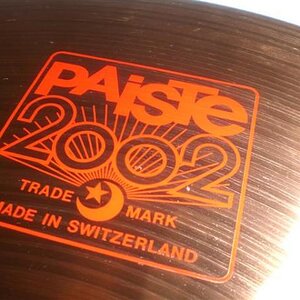 PAiSTe
2002
TRADE MARK
MADE IN SWITZERLAND